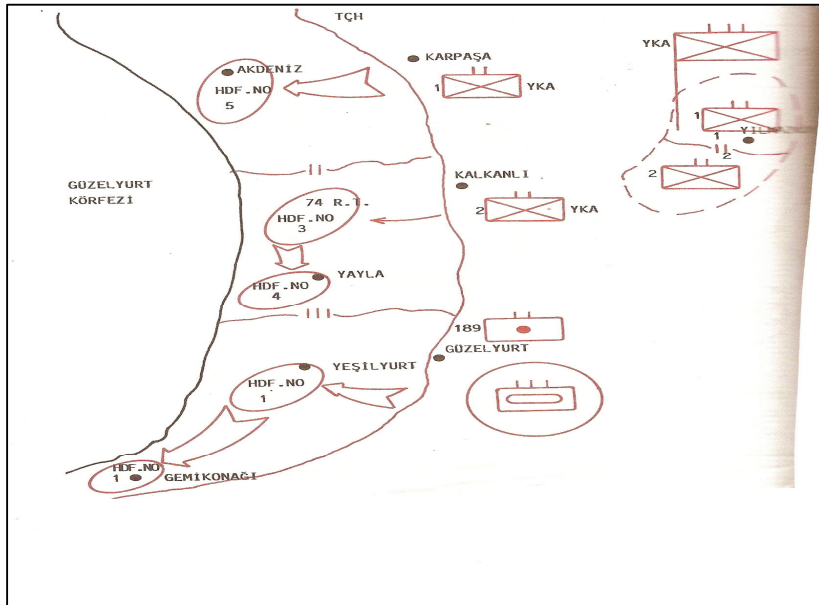 TÇH
AKDENİZ
HDF.NO
5
KARPAŞA
1
YKA
YKA
1
1
2
2
GÜZELYURT
KÖRFEZİ
KALKANLI
74 R.T.
HDF.NO
3
2
YKA
HDF.NO
4
YAYLA
189
GÜZELYURT
YEŞİLYURT
HDF.NO
1
HDF.NO
1
GEMİKONAĞI